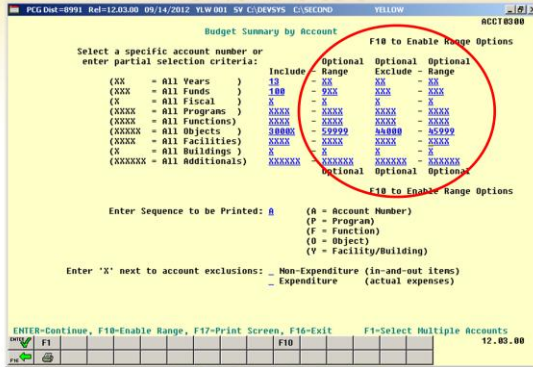 PCG Dist=8991 Rel=12.03.00 09/14/2012 YLW 001 SV C:\DEVSYS C:\SECOND YELLOW
ACCT0300
Budget Summary by Account
F10 to Enable Range Options
Select a specific account number or
enter partial selection criteria:
Optional Optional Optional
Include - Range Exclude - Range
(XX = All Years ) 13 - XX XX - XX
(XXX = All Funds ) 100 - 9XX XXX - XXX
(X = All Fiscal ) X - X X - X
(XXXX = All Programs ) XXXX - XXXX XXXX - XXXX
(XXXX = All Functions) XXXX - XXXX XXXX - XXXX
(XXXXX = All Objects ) 3000X - 59999 44000 - 45999
(XXXX = All Facilities) XXXX - XXXX XXXX - XXXX
(X = All Buildings ) X - X X - X
(XXXXXX = All Additionals) XXXXXX - XXXXXX XXXXXX - XXXXXX
Optional Optional Optional
F10 to Enable Range Options
Enter Sequence to be Printed: A (A = Account Number)
(P = Program)
(F = Function)
(O = Object)
(Y = Facility/Building)
Enter 'X' next to account exclusions: _ Non-Expenditure (in-and-out items)
_ Expenditure (actual expenses)
ENTER=Continue, F10=Enable Range, F17=Print Screen, F16=Exit F1=Select Multiple Accounts
ENTER F1 F10 12.03.00
F16